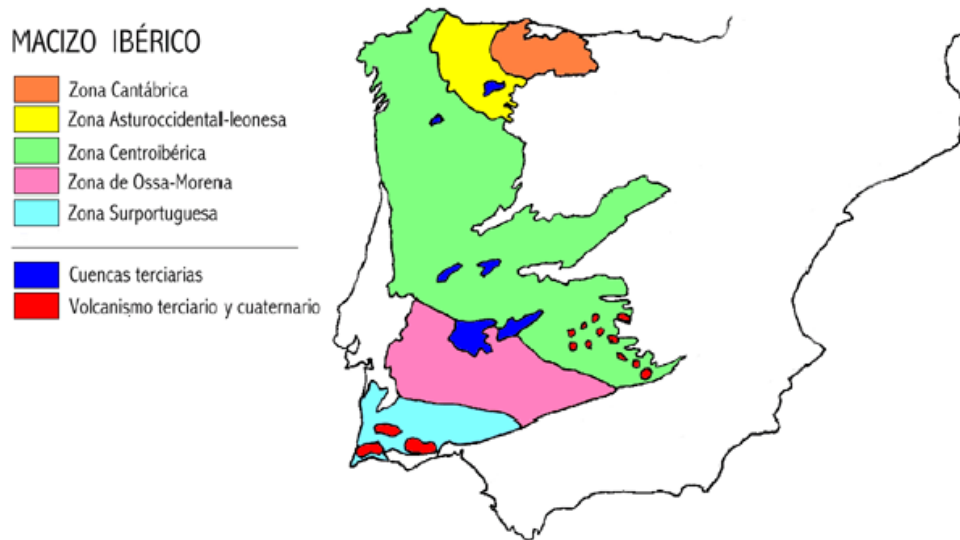 MACIZO IBÉRICO
Zona Cantábrica
Zona Asturoccidental-leonesa
Zona Centroibérica
Zona de Ossa-Morena
Zona Surportuguesa
Cuencas terciarias
Volcanismo terciario y cuaternario